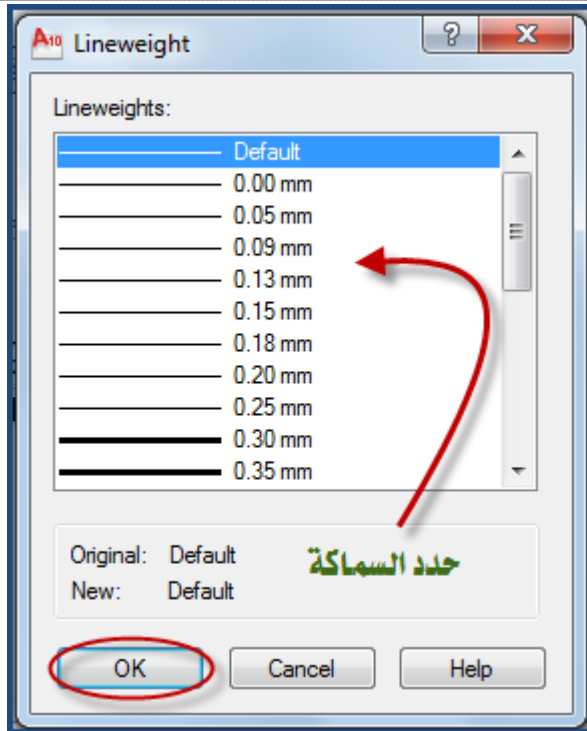 A10 Lineweight
Lineweights:
Default
0.00 mm
0.05 mm
0.09 mm
0.13 mm
0.15 mm
0.18 mm
0.20 mm
0.25 mm
0.30 mm
0.35 mm
Original: Default
حدد السماكة
New: Default
OK Cancel Help